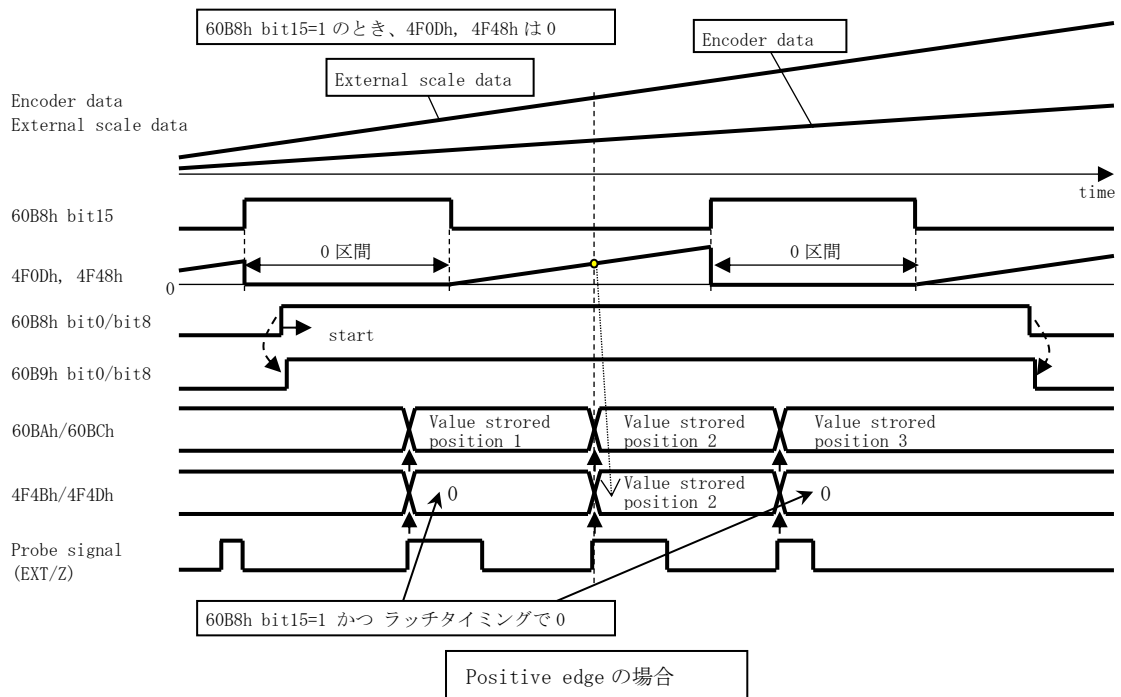 60B8h bit15=1 のとき、4F0Dh, 4F48h は 0
Encoder data
External scale data
Encoder data
External scale data
time
60B8h bit15
0 区間
0 区間
4F0Dh, 4F48h
0
60B8h bit0/bit8
start
60B9h bit0/bit8
60BAh/60BCh
Value strored
position 1
Value strored
position 2
Value strored
position 3
4F4Bh/4F4Dh
0
Value strored
position 2
0
Probe signal
(EXT/Z)
60B8h bit15=1 かつ ラッチタイミングで 0
Positive edge の場合